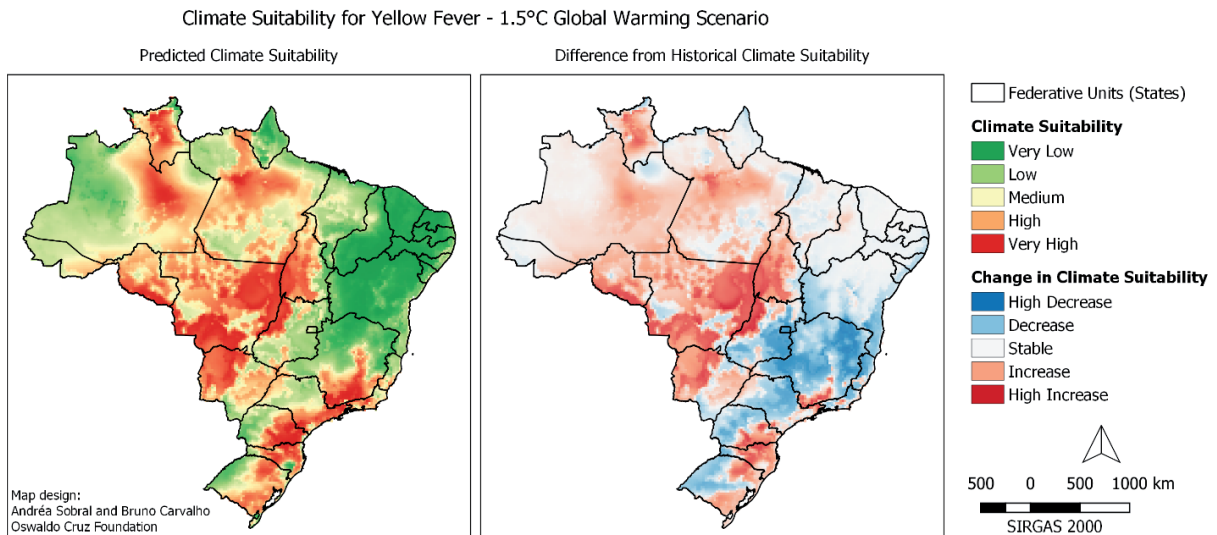 Climate Suitability for Yellow Fever - 1.5°C Global Warming Scenario
Predicted Climate Suitability
Difference from Historical Climate Suitability
Map design:
Andréa Sobral and Bruno Carvalho
Oswaldo Cruz Foundation
Federative Units (States)
Climate Suitability
Very Low
Low
Medium
High
Very High
Change in Climate Suitability
High Decrease
Decrease
Stable
Increase
High Increase
500 0 500 1000 km
SIRGAS 2000